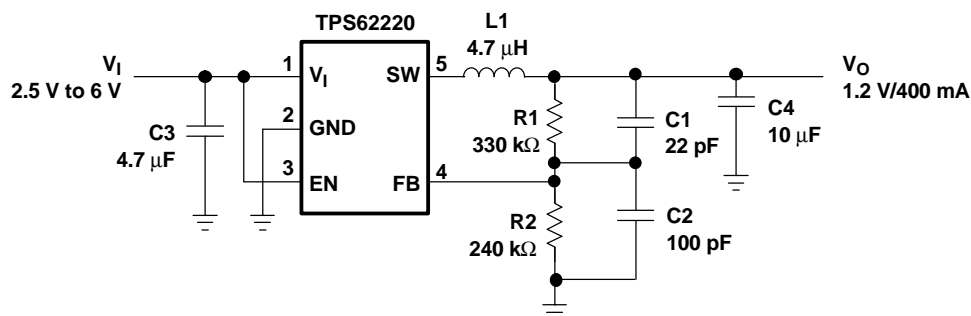 TPS62220
L1
4.7 μH
VI
2.5 V to 6 V
1
VI
SW
5
VO
1.2 V/400 mA
C3
4.7 μF
2
GND
R1
330 kΩ
C1
22 pF
C4
10 μF
3
EN
FB
4
R2
240 kΩ
C2
100 pF